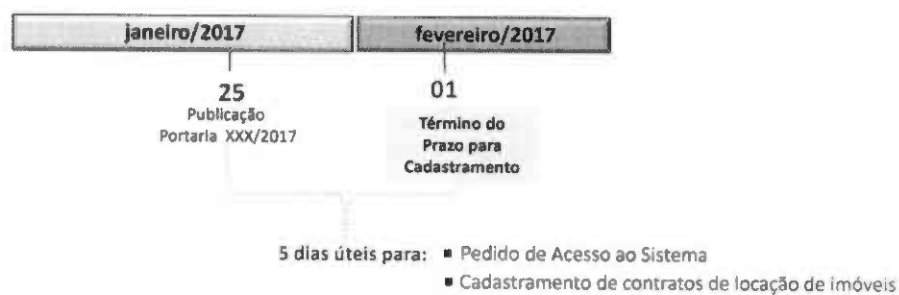 janeiro/2017 fevereiro/2017
25 01
Publicação
Portaria XXX/2017
Término do
Prazo para
Cadastramento
5 dias úteis para: ▪ Pedido de Acesso ao Sistema
▪ Cadastramento de contratos de locação de imóveis